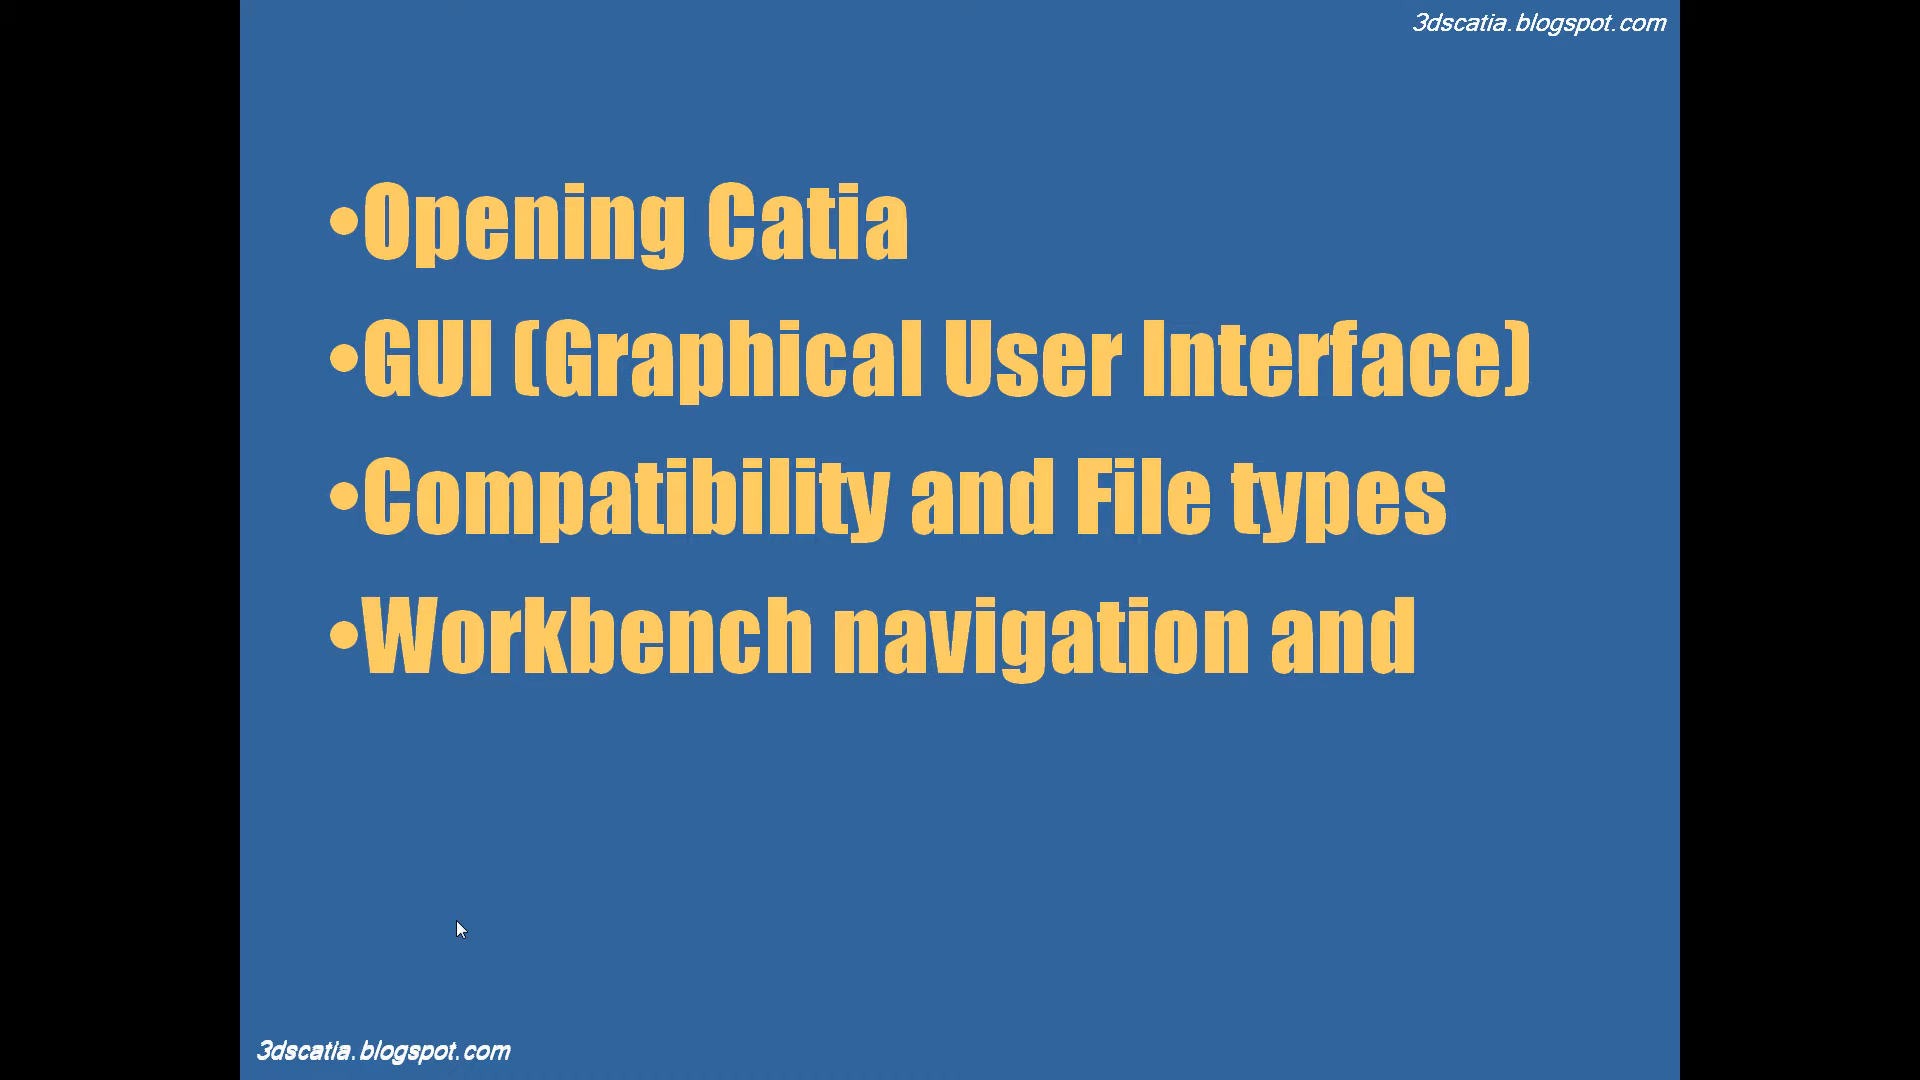 3dscatia.blogspot.com
•Opening Catia
•GUI (Graphical User Interface)
•Compatibility and File types
•Workbench navigation and
3dscatia.blogspot.com